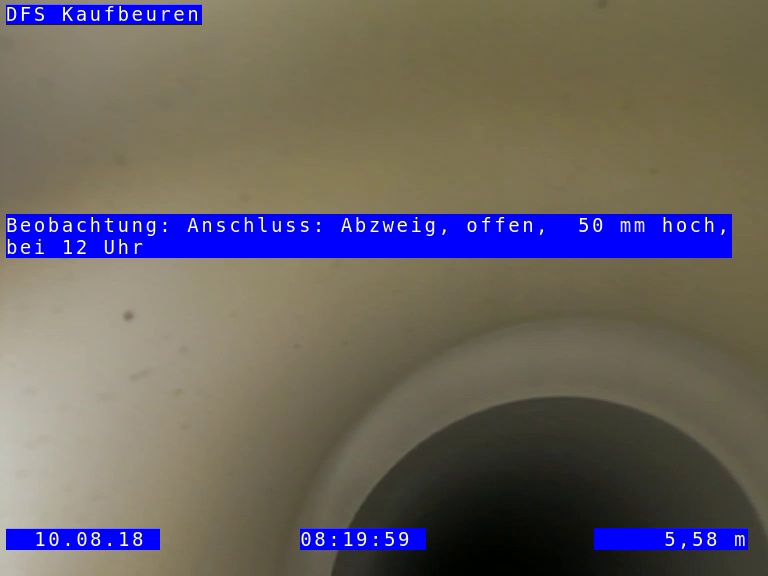 DFS Kaufbeuren
Beobachtung: Anschluss: Abzweig, offen,  50 mm hoch,
bei 12 Uhr
10.08.18
08:19:59
5,58 m